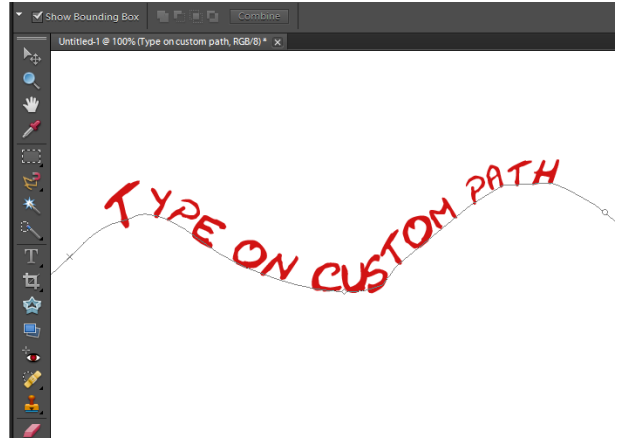 Show Bounding Box
Combine
Untitled-1 @ 100% (Type on custom path, RGB/8) * x
T
TYPE ON CUSTOM PATH